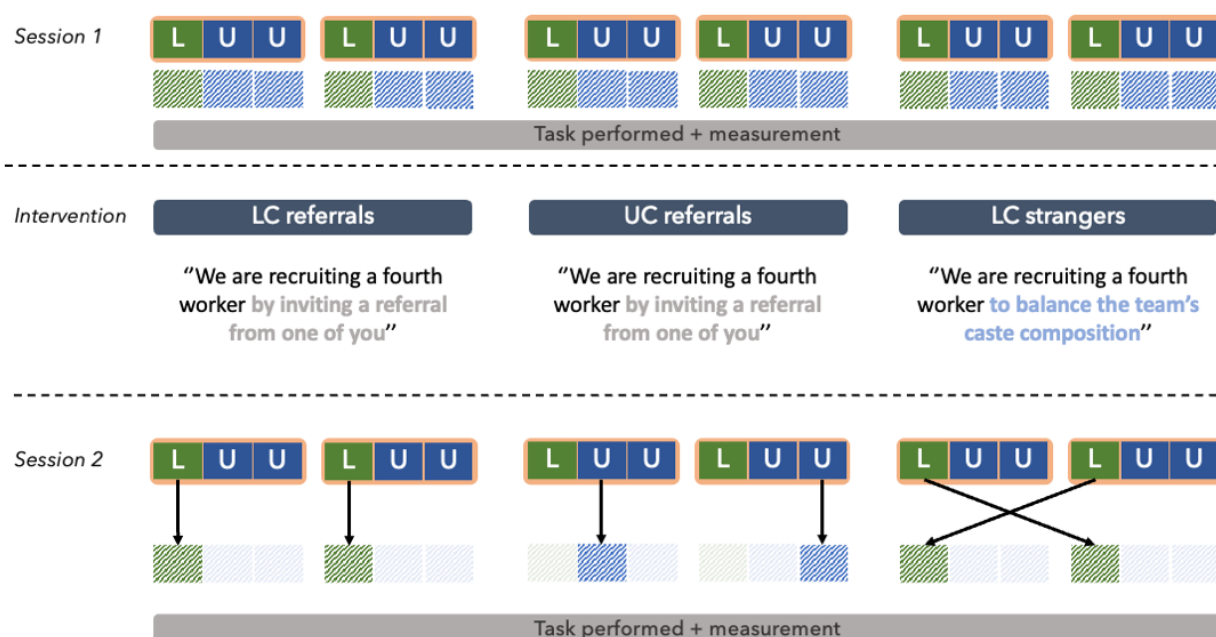 Session 1
L U U L U U L U U L U U L U U L U U
Task performed + measurement
Intervention
LC referrals
UC referrals
LC strangers
“We are recruiting a fourth
worker by inviting a referral
from one of you”
“We are recruiting a fourth
worker by inviting a referral
from one of you”
“We are recruiting a fourth
worker to balance the team’s
caste composition”
Session 2
L U U L U U L U U L U U L U U L U U
Task performed + measurement